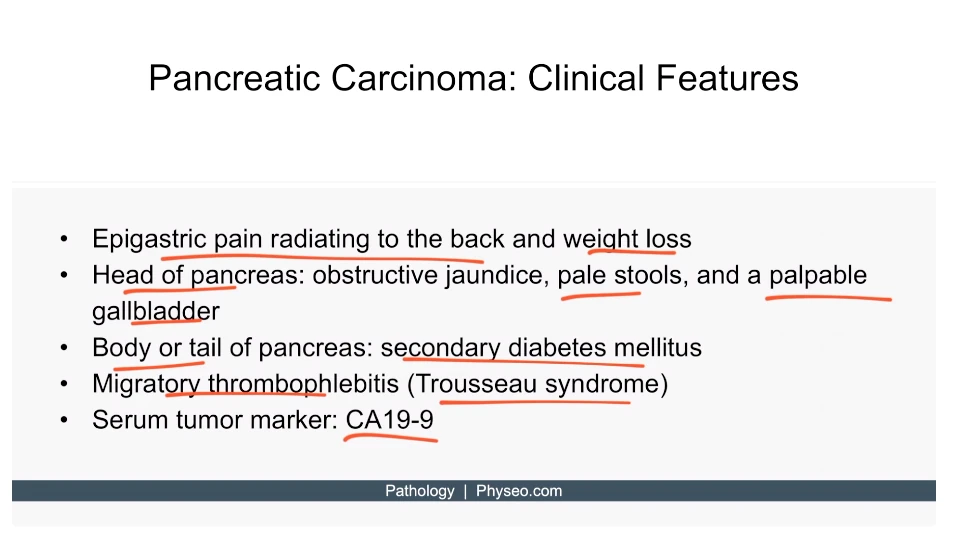 Pancreatic Carcinoma: Clinical Features
• Epigastric pain radiating to the back and weight loss
• Head of pancreas: obstructive jaundice, pale stools, and a palpable
gallbladder
• Body or tail of pancreas: secondary diabetes mellitus
• Migratory thrombophlebitis (Trousseau syndrome)
• Serum tumor marker: CA19-9
Pathology | Physeo.com